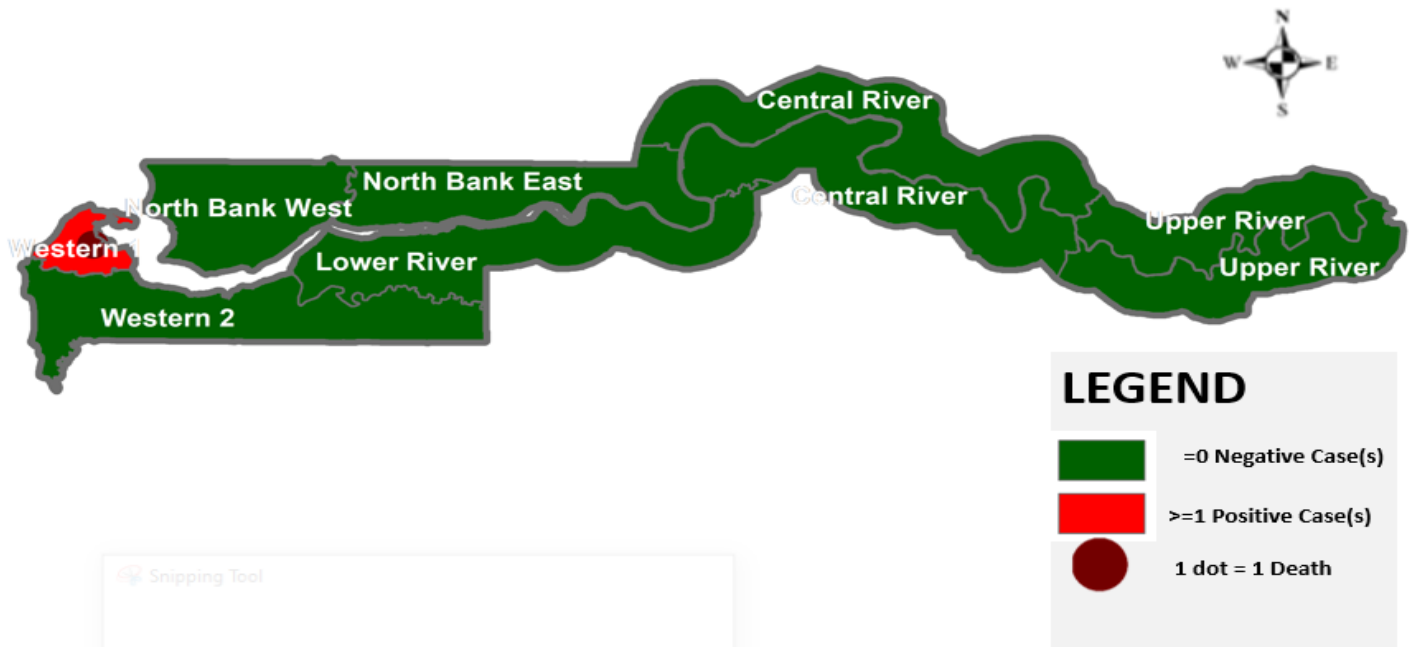 N
W E
S
Central River
North Bank East
Central River
North Bank West
Upper River
Western 1
Lower River
Upper River
Western 2
LEGEND
=0 Negative Case(s)
>=1 Positive Case(s)
1 dot = 1 Death
Snipping Tool